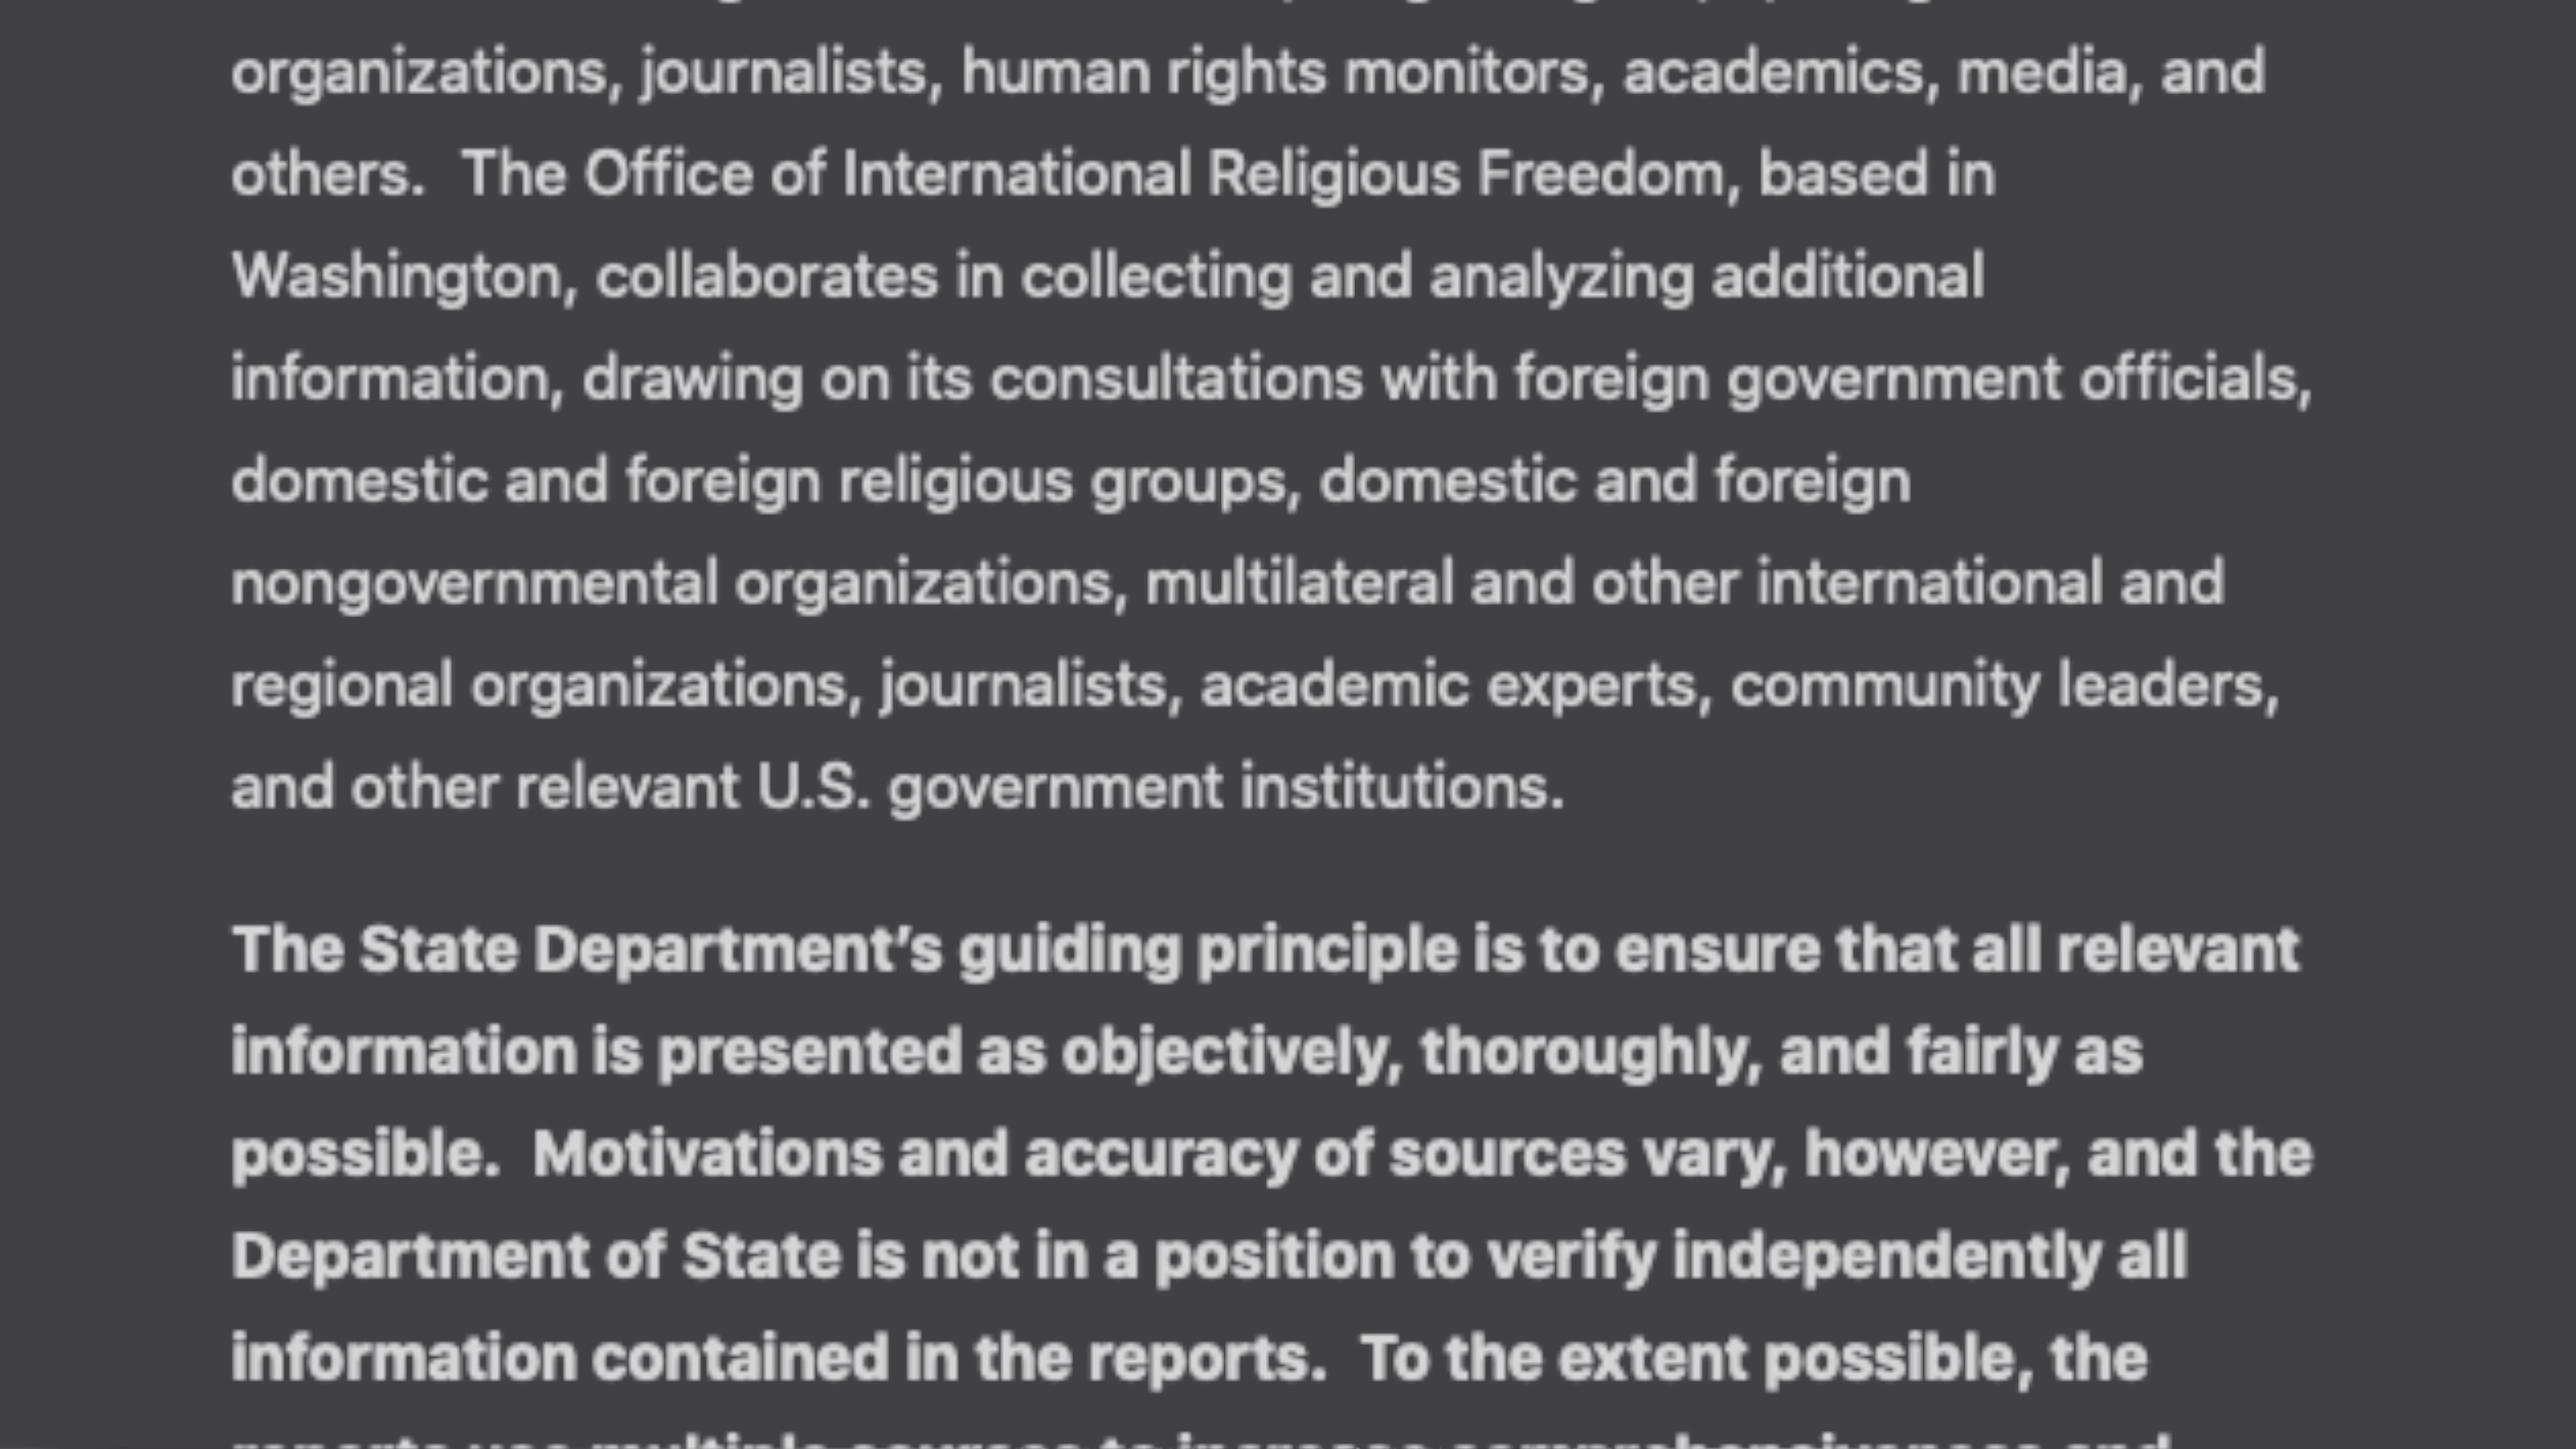 organizations, journalists, human rights monitors, academics, media, and
others.  The Office of International Religious Freedom, based in
Washington, collaborates in collecting and analyzing additional
information, drawing on its consultations with foreign government officials,
domestic and foreign religious groups, domestic and foreign
nongovernmental organizations, multilateral and other international and
regional organizations, journalists, academic experts, community leaders,
and other relevant U.S. government institutions.
The State Department’s guiding principle is to ensure that all relevant
information is presented as objectively, thoroughly, and fairly as
possible.  Motivations and accuracy of sources vary, however, and the
Department of State is not in a position to verify independently all
information contained in the reports.  To the extent possible, the